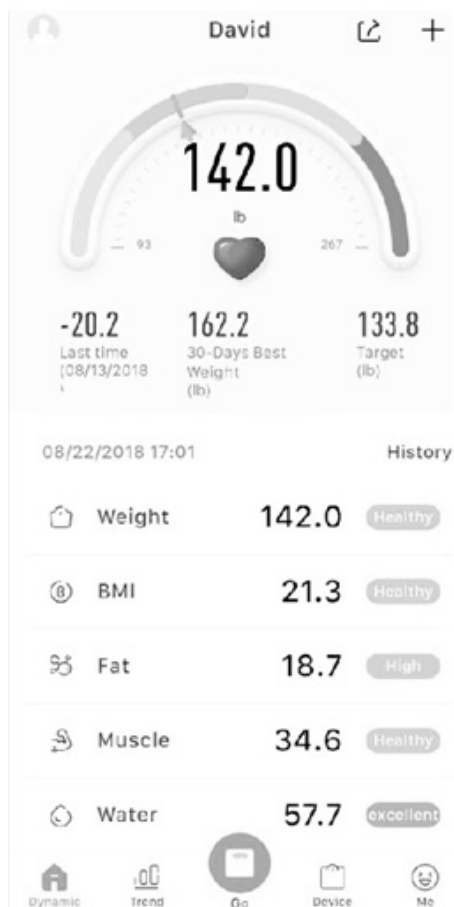 David
142.0
lb
93 267
-20.2 162.2 133.8
Last time 30-Days Best Target
(08/13/2018 Weight (lb)
) (lb)
08/22/2018 17:01 History
Weight 142.0 Healthy
BMI 21.3 Healthy
Fat 18.7 High
Muscle 34.6 Healthy
Water 57.7 excellent
Dynamic Trend Go Device Me